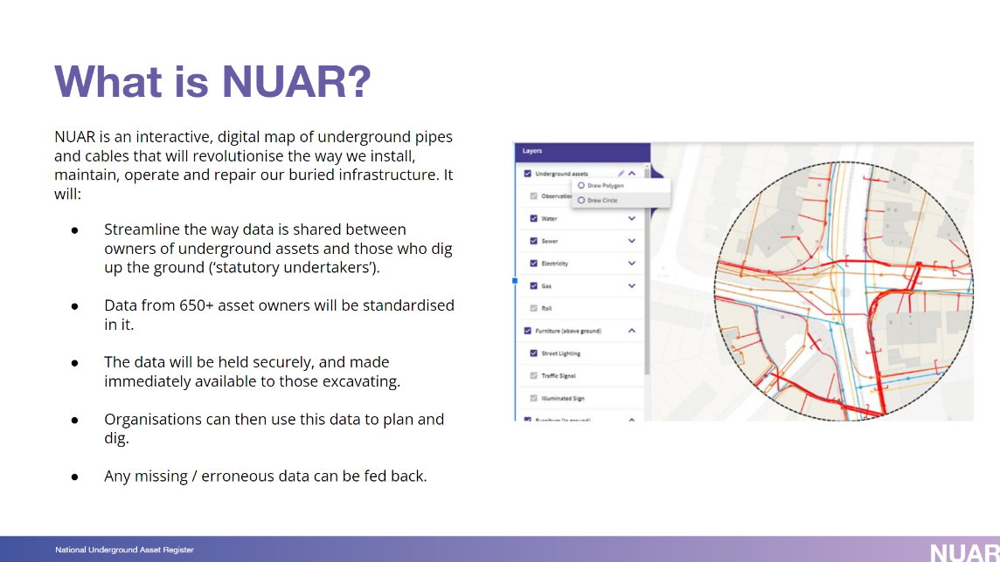 What is NUAR?
NUAR is an interactive, digital map of underground pipes
and cables that will revolutionise the way we install,
maintain, operate and repair our buried infrastructure. It
will:
● Streamline the way data is shared between
owners of underground assets and those who dig
up the ground (‘statutory undertakers’).
● Data from 650+ asset owners will be standardised
in it.
● The data will be held securely, and made
immediately available to those excavating.
● Organisations can then use this data to plan and
dig.
● Any missing / erroneous data can be fed back.
Layers
Underground assets
Draw Polygon
Observation
Draw Circle
Water
Sewer
Electricity
Gas
Rail
Furniture (above ground)
Street Lighting
Traffic Signal
Illuminated Sign
National Underground Asset Register
NUAR